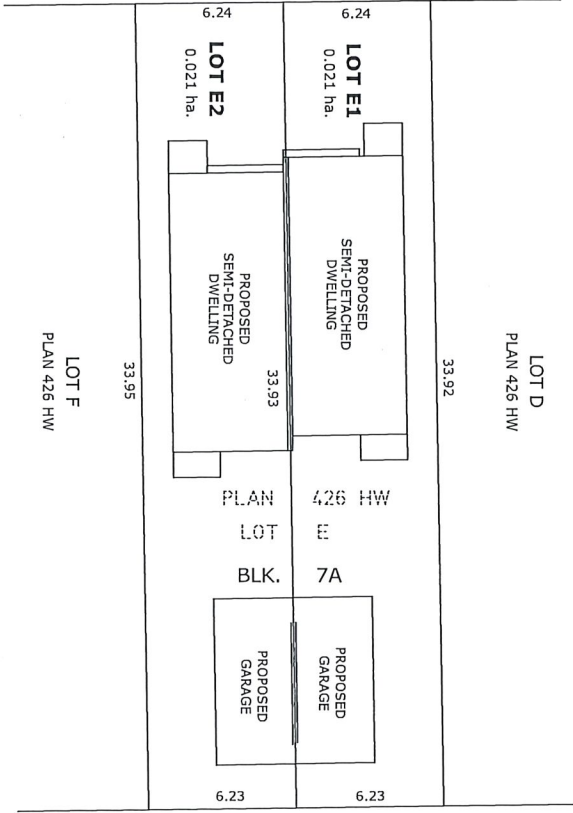 6.24
6.24
LOT E2
0.021 ha.
LOT E1
0.021 ha.
PROPOSED
SEMI-DETACHED
DWELLING
PROPOSED
SEMI-DETACHED
DWELLING
33.95
33.93
33.92
LOT F
PLAN 426 HW
LOT D
PLAN 426 HW
PLAN 426 HW
LOT E
BLK. 7A
PROPOSED
GARAGE
PROPOSED
GARAGE
6.23
6.23